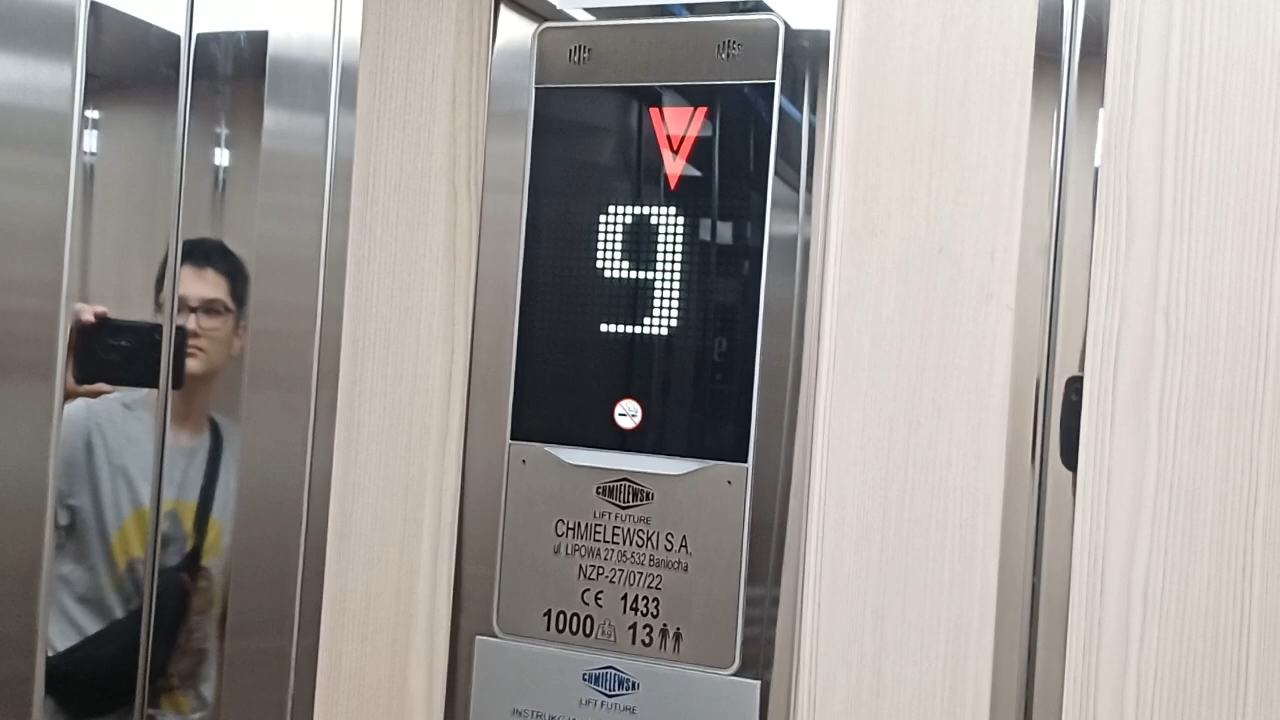 9
CHMIELEWSKI
LIFT FUTURE
CHMIELEWSKI S.A.
ul. LIPOWA 27,05-532 Baniocha
NZP-27/07/22
CE 1433
1000 kg 13
CHMIELEWSKI
LIFT FUTURE